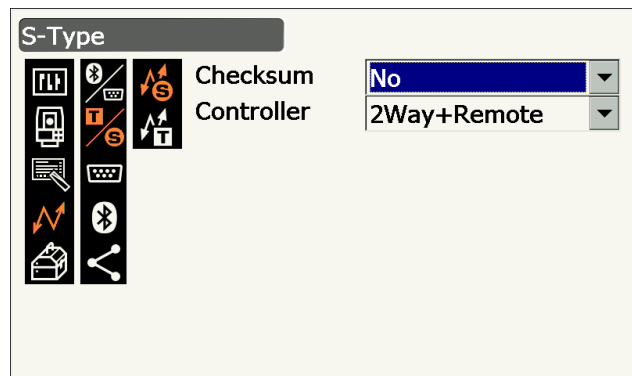 S-Type
Checksum No
Controller 2Way+Remote
T/S
S
T